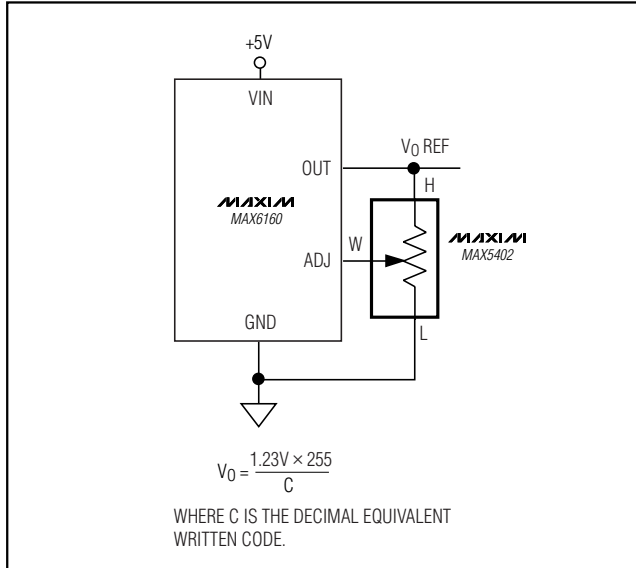 +5V
VIN
V0 REF
OUT
H
MAXIM
MAX6160
W
MAXIM
MAX5402
ADJ
GND
L
V0 = 1.23V × 255 / C
WHERE C IS THE DECIMAL EQUIVALENT
WRITTEN CODE.